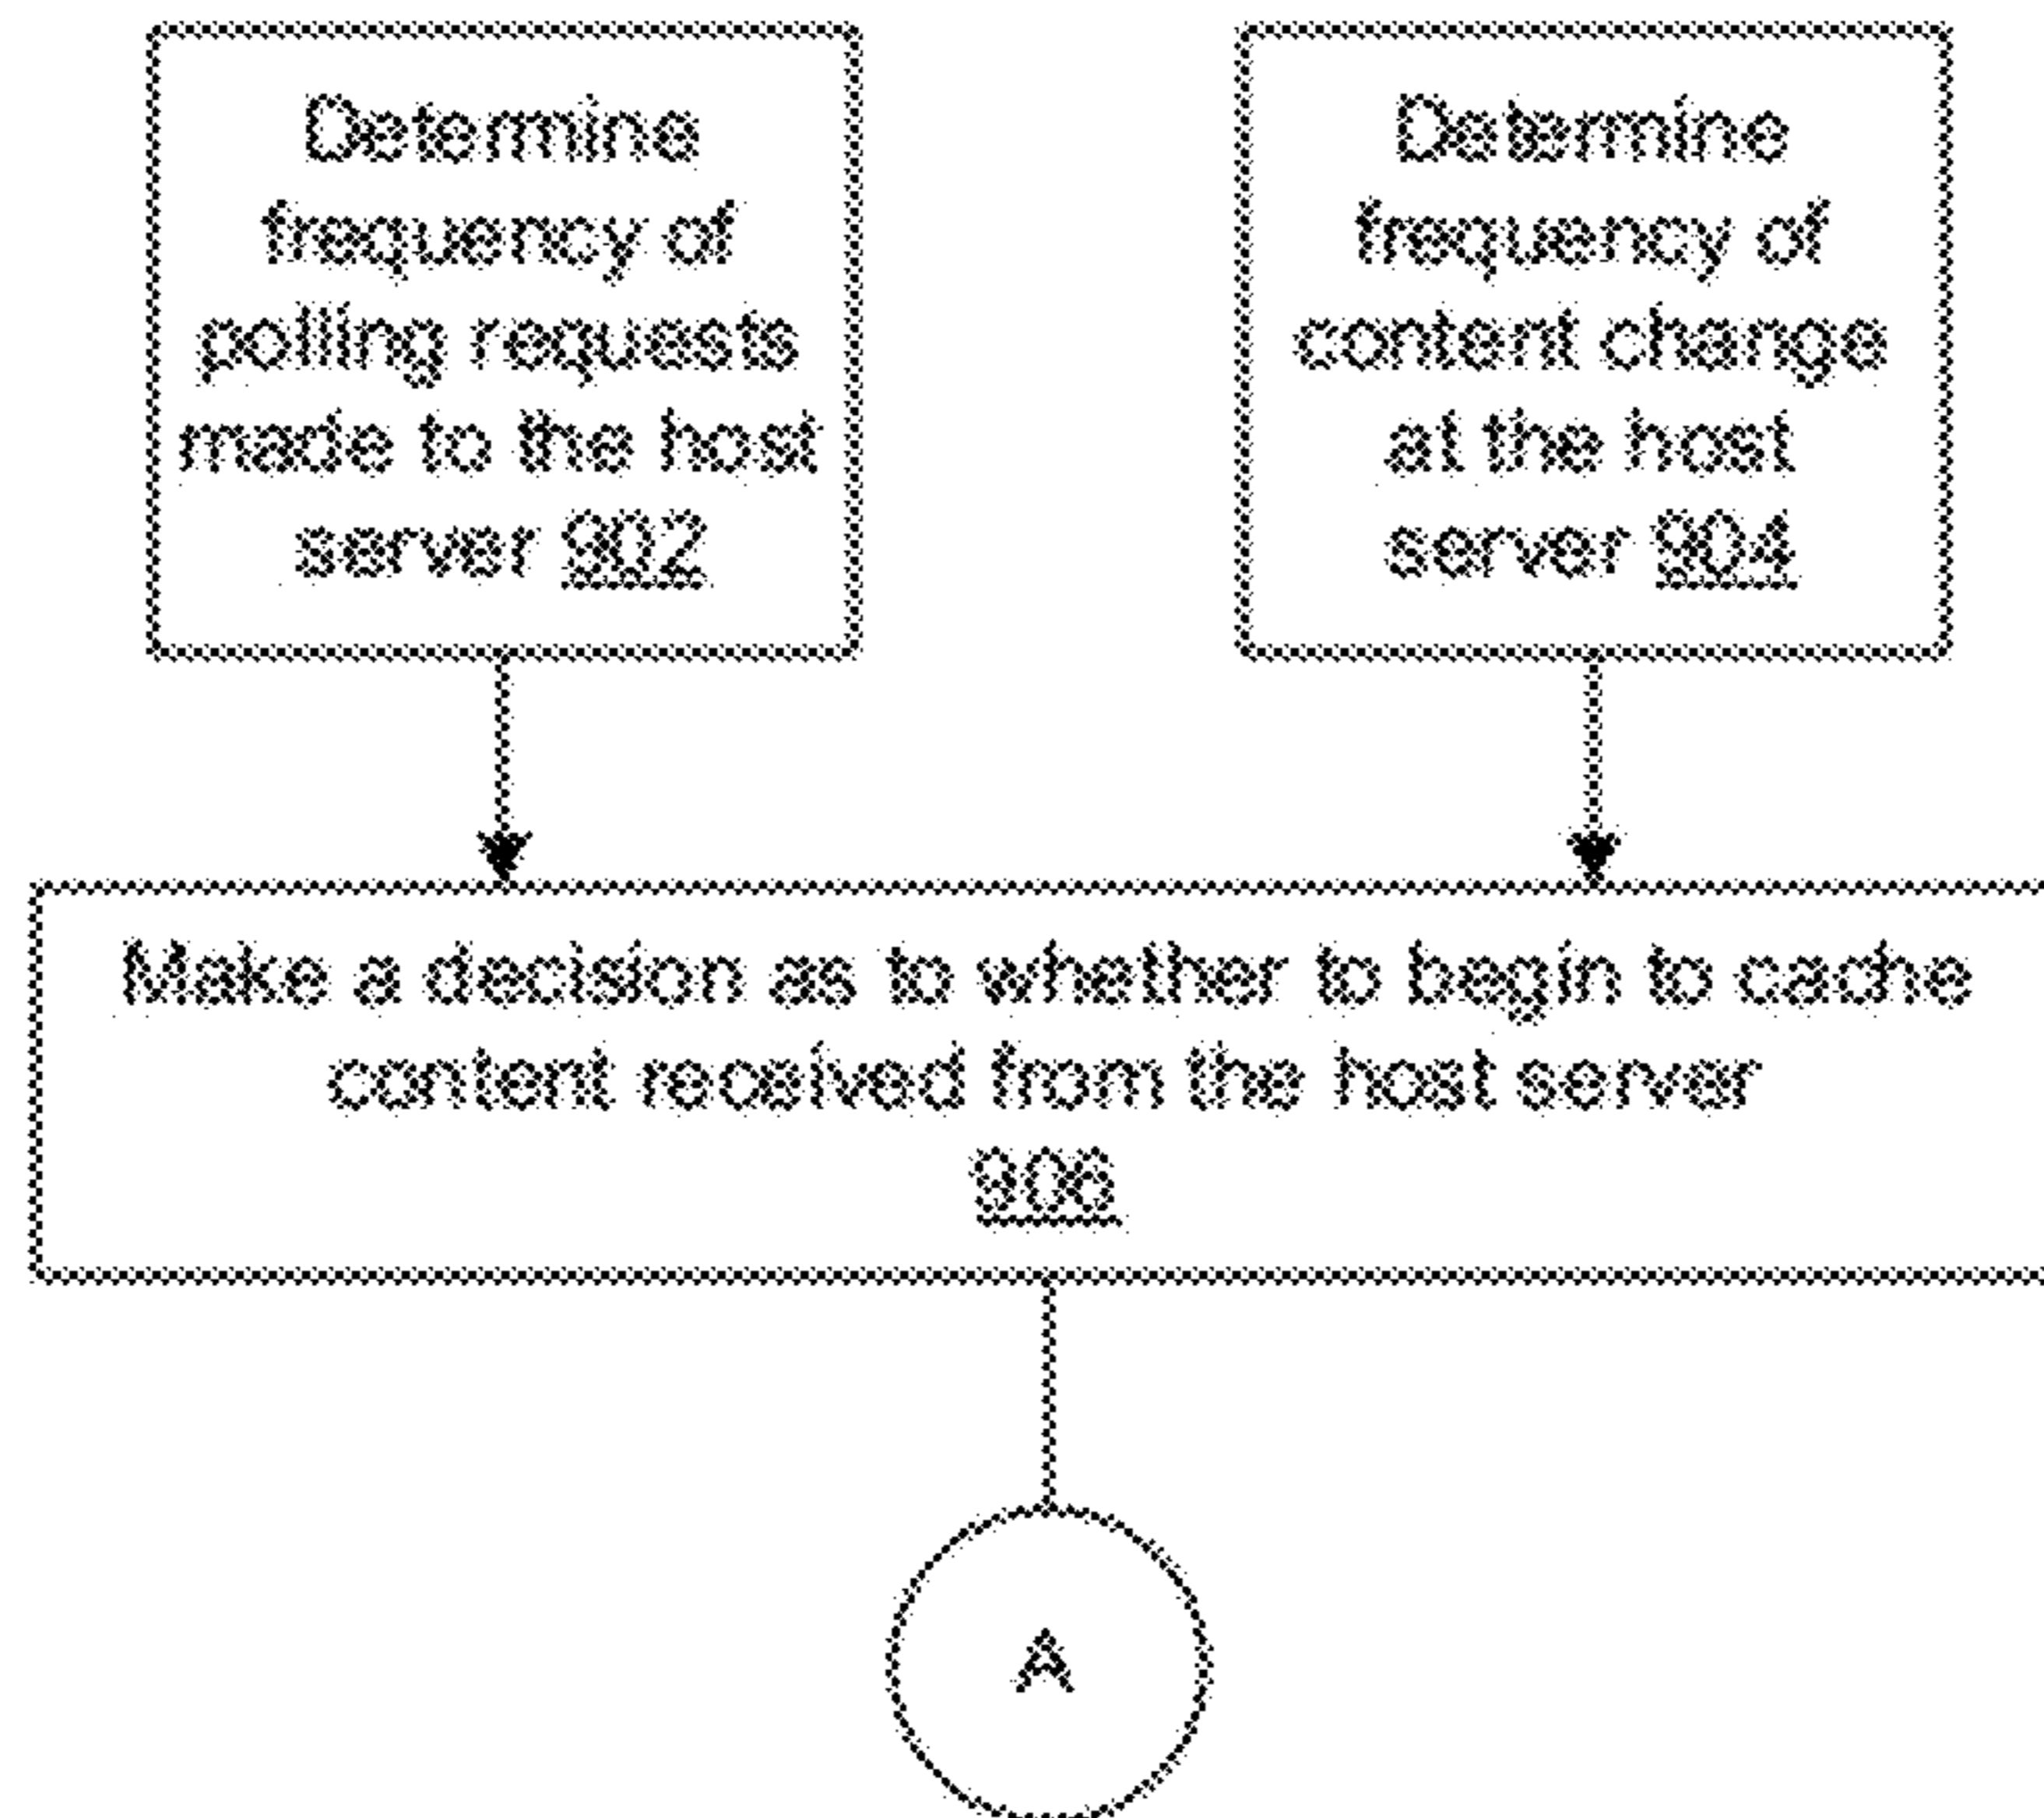 Determine
frequency of
polling requests
made to the host
server 902
Determine
frequency of
content change
at the host
server 904
Make a decision as to whether to begin to cache
content received from the host server
906
A